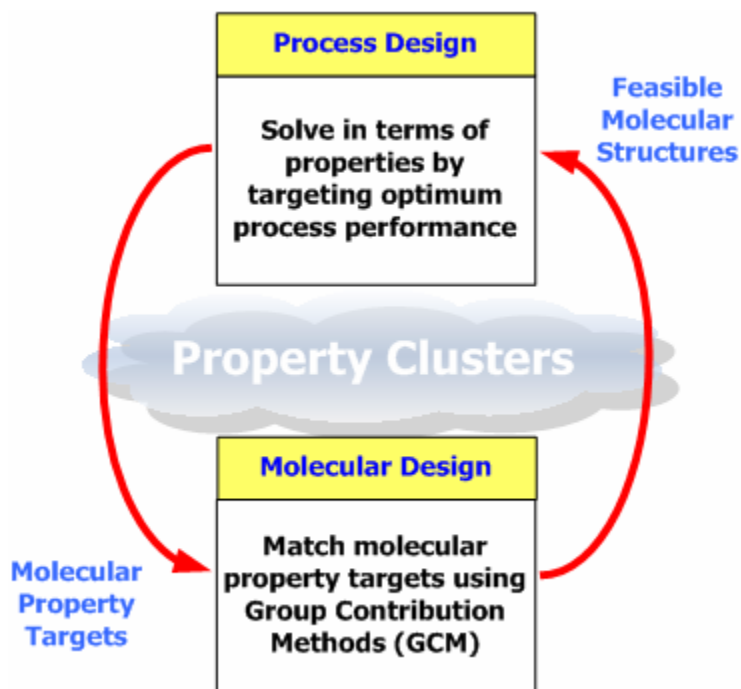 Process Design
Solve in terms of
properties by
targeting optimum
process performance
Feasible
Molecular
Structures
Property Clusters
Molecular Design
Match molecular
property targets using
Group Contribution
Methods (GCM)
Molecular
Property
Targets